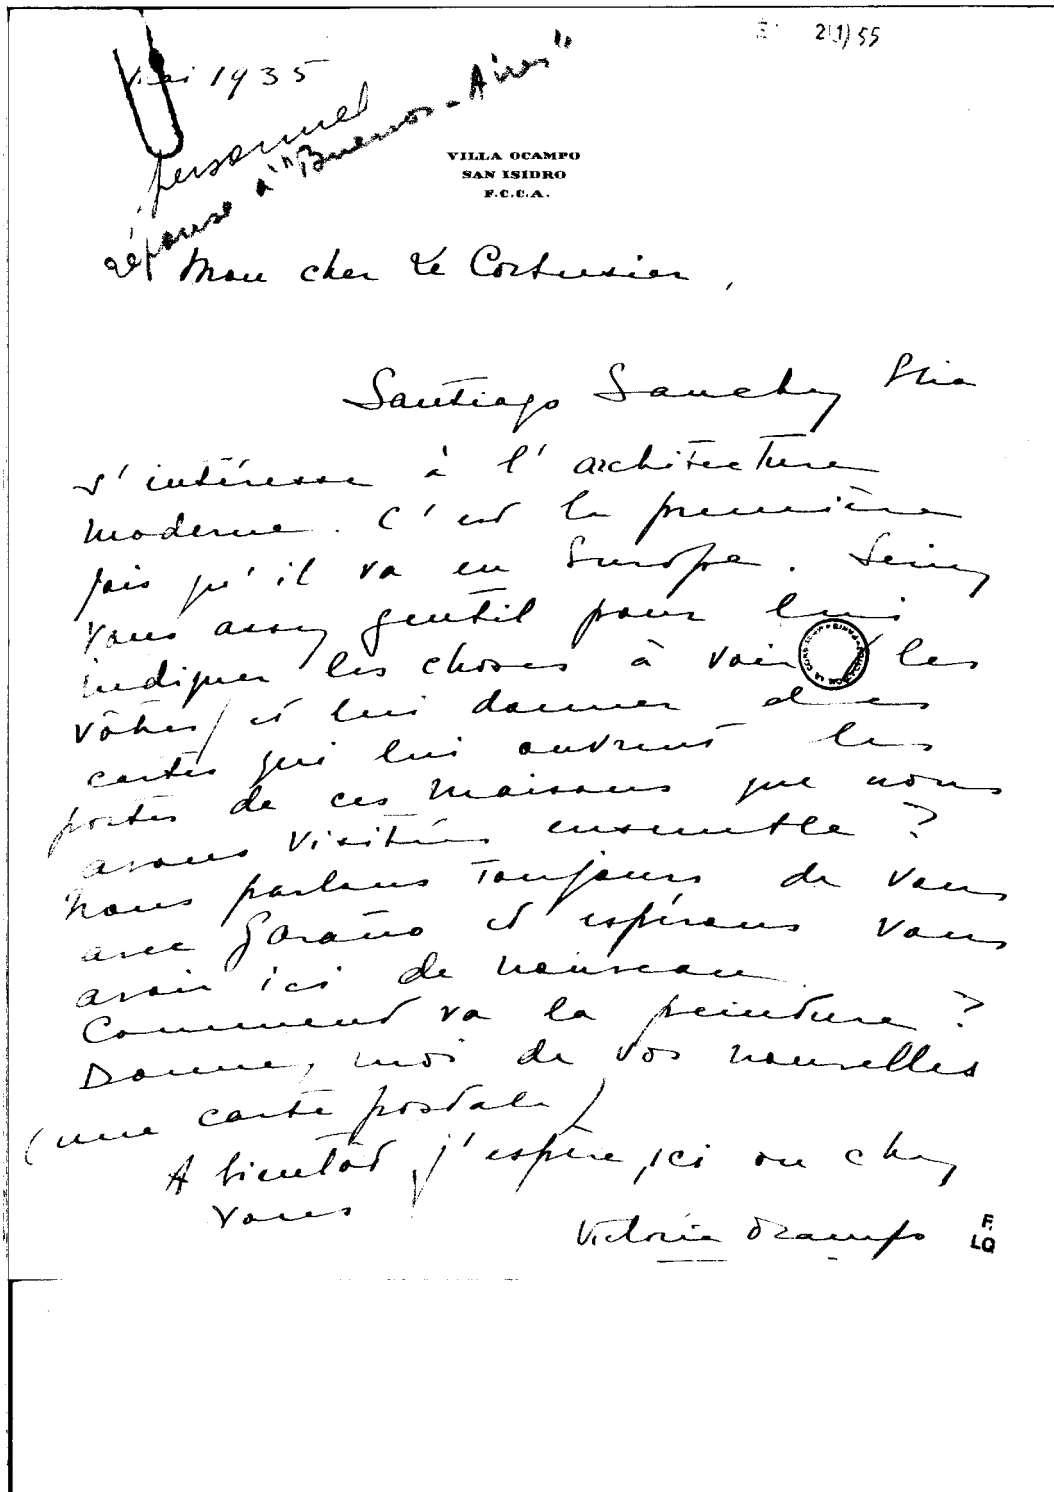 E' 2(1)55
Mai 1935
personnel
réponse à "Buenos-Aires"
VILLA OCAMPO
SAN ISIDRO
F.C.C.A.
Mon cher Le Corbusier,
Santiago Sanchez Elia
s'intéresse à l'architecture
moderne. C'est la première
fois qu'il va en Europe. Seriez
vous assez gentil pour lui
indiquer les choses à voir (les
vôtres) et lui donner des
cartes qui lui ouvrent les
portes de ces maisons que nous
avons visitées ensemble ?
Nous parlons toujours de vous
avec Garaño et espérons vous
avoir ici de nouveau.
Comment va la peinture ?
Donnez moi de vos nouvelles
(une carte postale)
A bientôt, j'espère, ici ou chez
vous
Victoria Ocampo
F.
LC